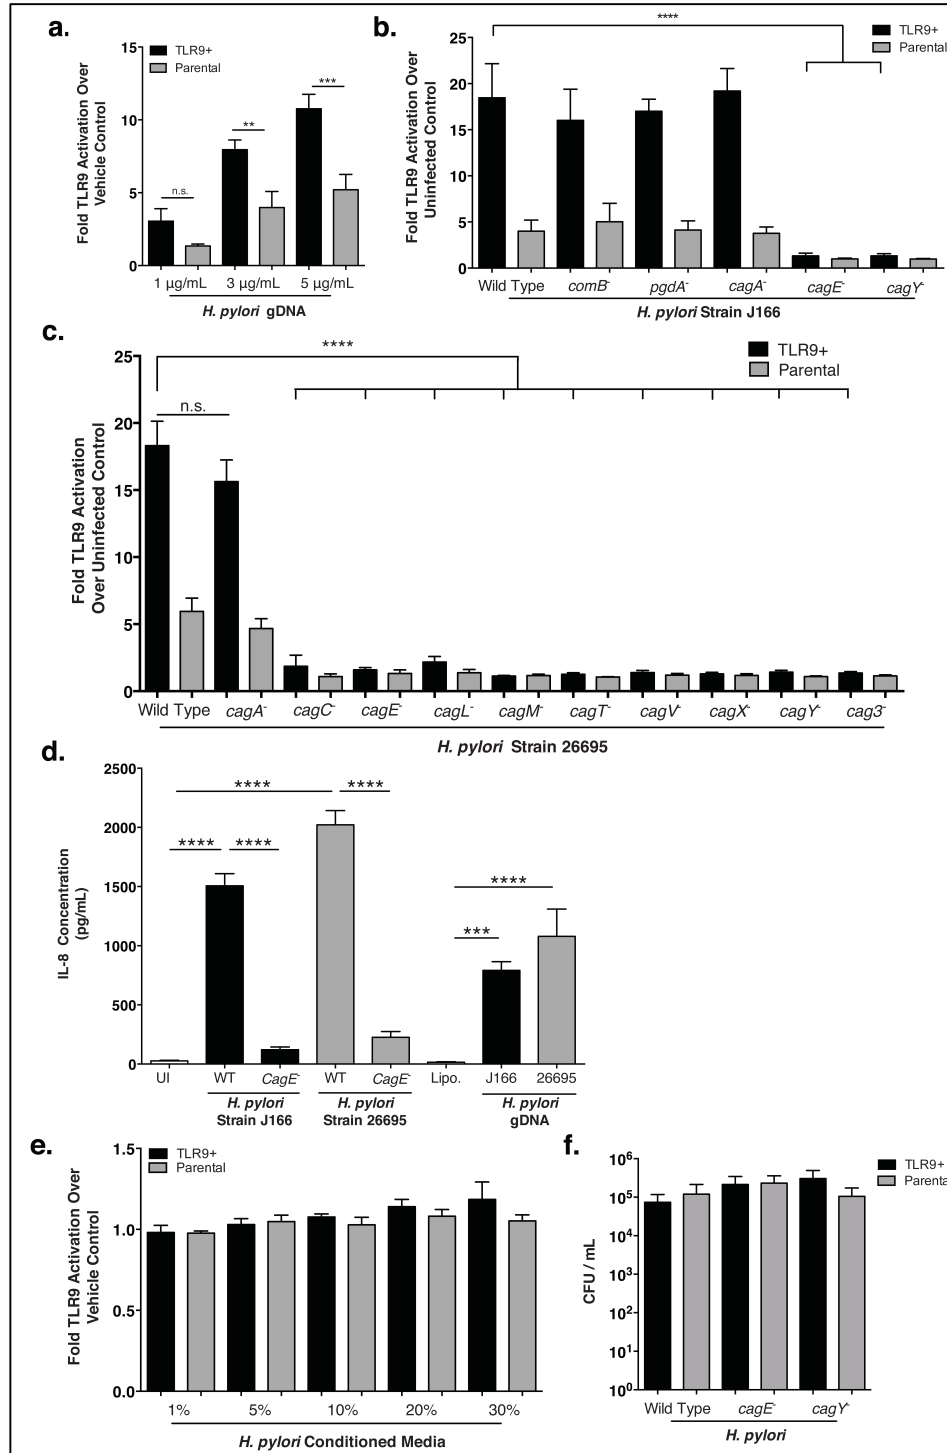 a.
TLR9+
Parental
Fold TLR9 Activation Over
Vehicle Control
15
10
5
0
n.s.
**
***
1 µg/mL 3 µg/mL 5 µg/mL
H. pylori gDNA
b.
TLR9+
Parental
Fold TLR9 Activation Over
Uninfected Control
25
20
15
10
5
0
****
Wild Type comB- pgdA- cagA- cagE- cagY-
H. pylori Strain J166
c.
TLR9+
Parental
Fold TLR9 Activation
Over Uninfected Control
25
20
15
10
5
0
****
n.s.
Wild Type cagA- cagC- cagE- cagL- cagM- cagT- cagV- cagX- cagY- cag3-
H. pylori Strain 26695
d.
IL-8 Concentration
(pg/mL)
2500
2000
1500
1000
500
0
**** ****
**** ****
****
***
UI WT CagE- WT CagE- Lipo. J166 26695
H. pylori H. pylori H. pylori
Strain J166 Strain 26695 gDNA
e.
TLR9+
Parental
Fold TLR9 Activation Over
Vehicle Control
1.5
1.0
0.5
0.0
1% 5% 10% 20% 30%
H. pylori Conditioned Media
f.
TLR9+
Parental
CFU / mL
10⁶
10⁵
10⁴
10³
10²
10¹
10⁰
Wild Type cagE- cagY-
H. pylori